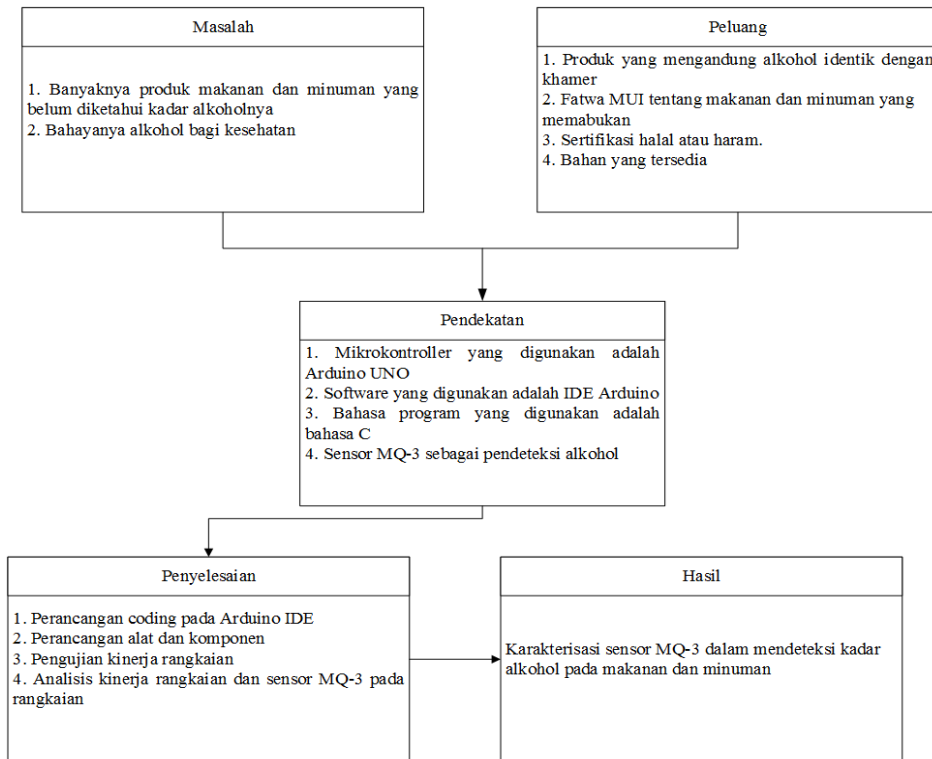 Masalah
1. Banyaknya produk makanan dan minuman yang
belum diketahui kadar alkoholnya
2. Bahayanya alkohol bagi kesehatan
Peluang
1. Produk yang mengandung alkohol identik dengan
khamer
2. Fatwa MUI tentang makanan dan minuman yang
memabukan
3. Sertifikasi halal atau haram.
4. Bahan yang tersedia
Pendekatan
1. Mikrokontroller yang digunakan adalah
Arduino UNO
2. Software yang digunakan adalah IDE Arduino
3. Bahasa program yang digunakan adalah
bahasa C
4. Sensor MQ-3 sebagai pendeteksi alkohol
Penyelesaian
1. Perancangan coding pada Arduino IDE
2. Perancangan alat dan komponen
3. Pengujian kinerja rangkaian
4. Analisis kinerja rangkaian dan sensor MQ-3 pada
rangkaian
Hasil
Karakterisasi sensor MQ-3 dalam mendeteksi kadar
alkohol pada makanan dan minuman